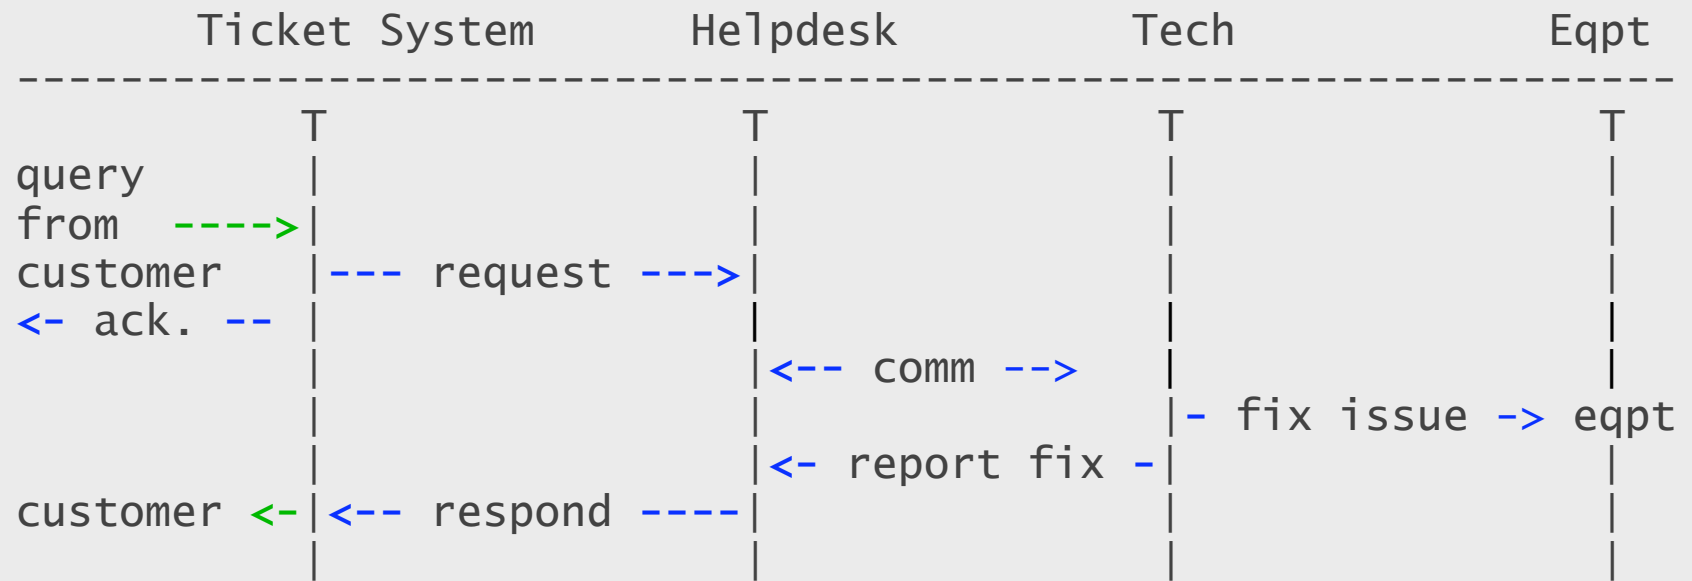 Ticket System Helpdesk Tech Eqpt
-----------------------------------------------------------------
T T T T
query | | | |
from ----> | | | |
customer | --- request ---> | | |
<- ack. -- | | | |
| | <-- comm --> | |
| | | - fix issue -> eqpt
| | <- report fix - | |
customer <- | <-- respond ---- | | |
| | | |